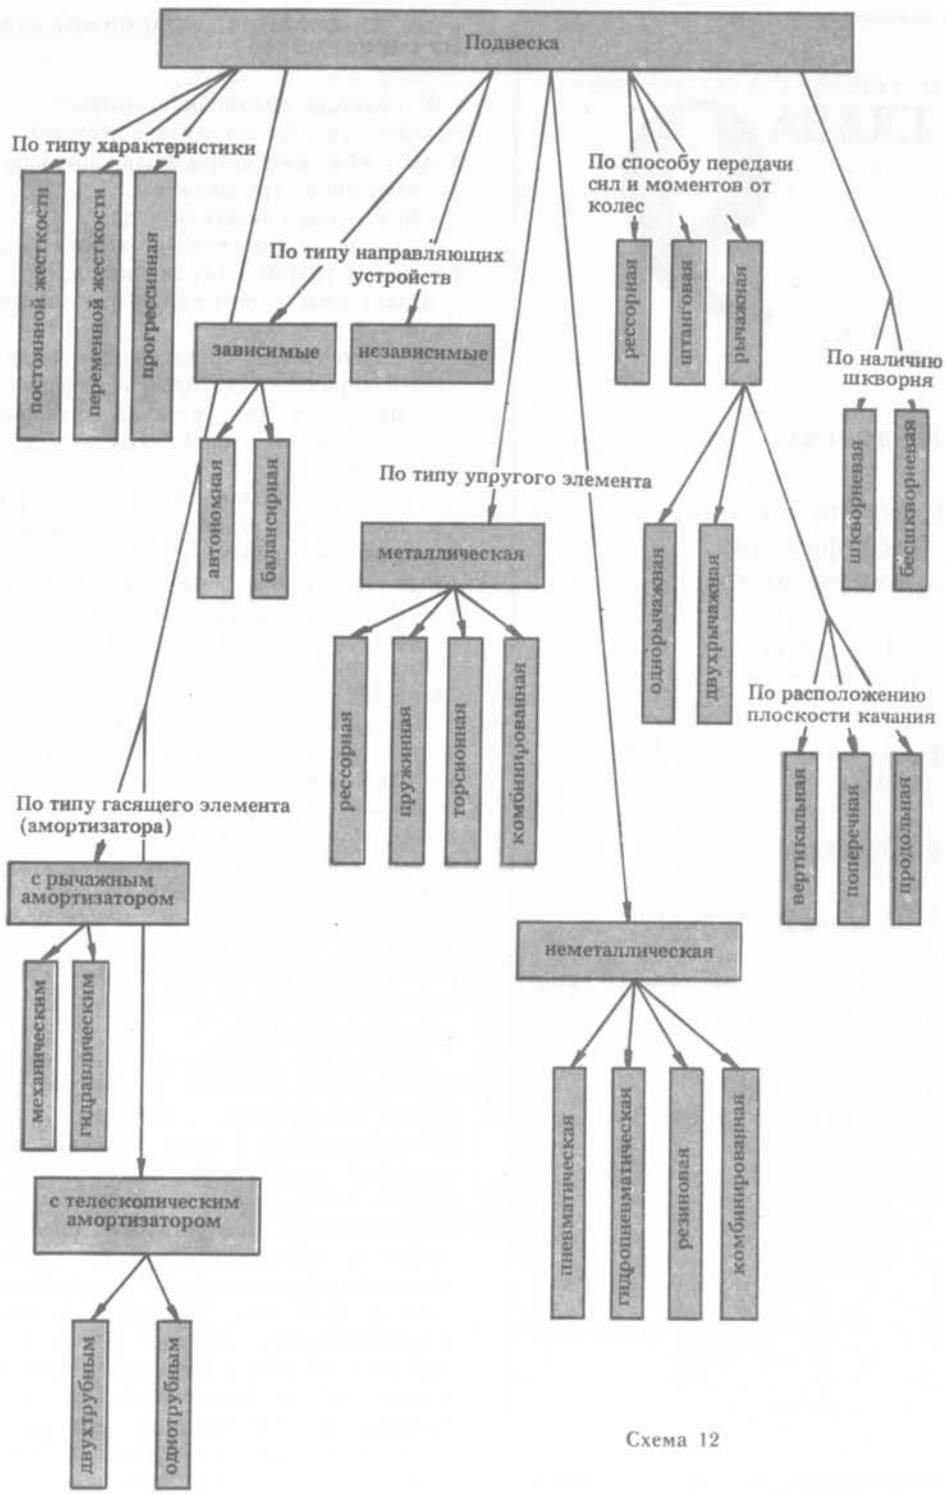 Подвеска
По типу характеристики
постоянной жесткости
переменной жесткости
прогрессивная
По типу направляющих
устройств
зависимые
независимые
автономная
балансирная
По способу передачи
сил и моментов от
колес
рессорная
штанговая
рычажная
По наличию
шкворня
шкворневая
бесшкворневая
По типу упругого элемента
металлическая
рессорная
пружинная
торсионная
комбинированная
однорычажная
двухрычажная
По расположению
плоскости качания
вертикальная
поперечная
продольная
По типу гасящего элемента
(амортизатора)
с рычажным
амортизатором
механическим
гидравлическим
неметаллическая
пневматическая
гидропневматическая
резиновая
комбинированная
с телескопическим
амортизатором
двухтрубным
однотрубным
Схема 12